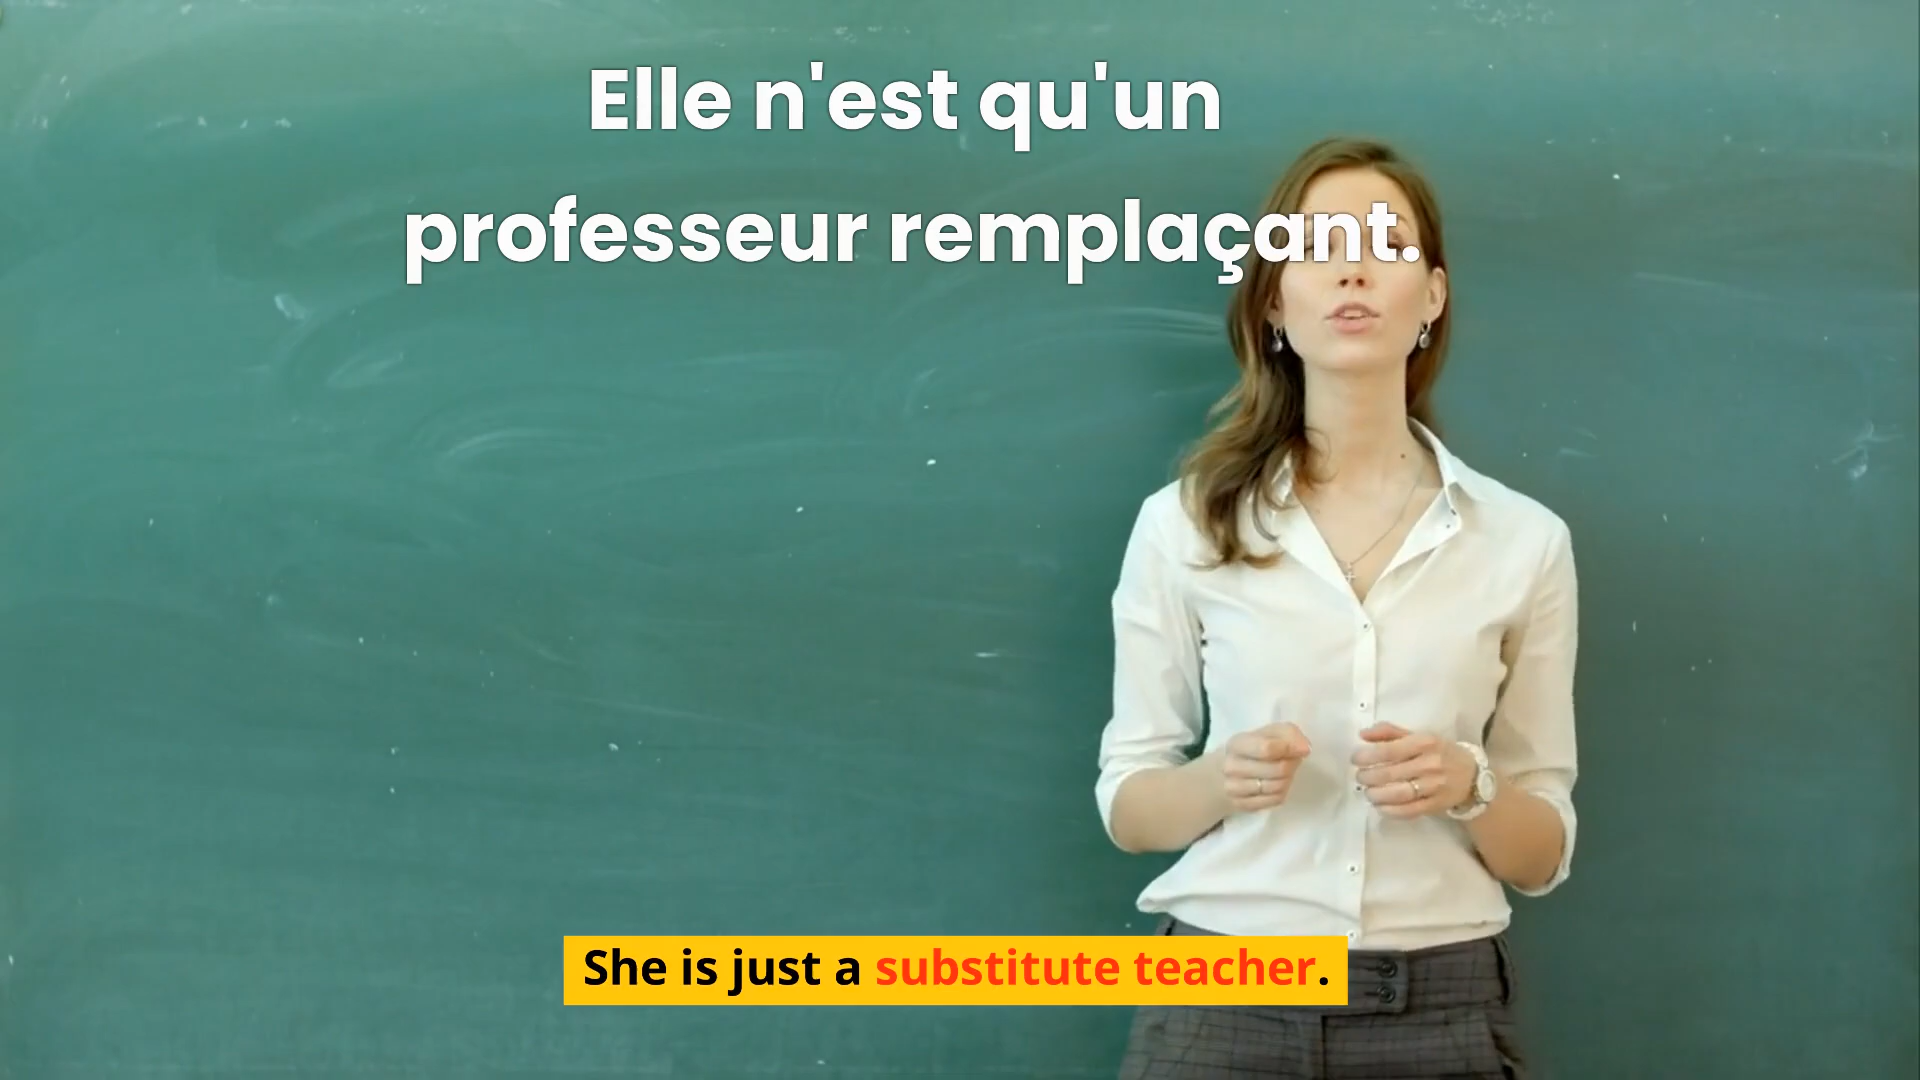 Elle n'est qu'un
professeur remplaçant.
She is just a substitute teacher.